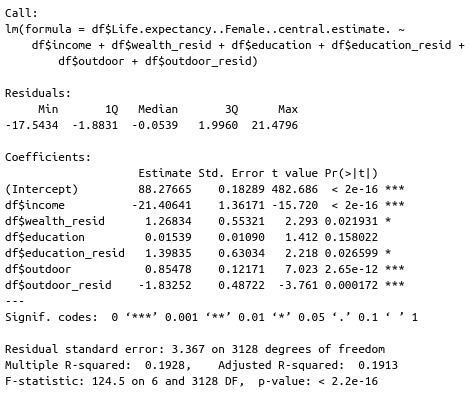 Call:
lm(formula = df$Life.expectancy..Female..central.estimate. ~
df$income + df$wealth_resid + df$education + df$education_resid +
df$outdoor + df$outdoor_resid)
Residuals:
Min 1Q Median 3Q Max
-17.5434 -1.8831 -0.0539 1.9960 21.4796
Coefficients:
Estimate Std. Error t value Pr(>|t|)
(Intercept) 88.27665 0.18289 482.686 < 2e-16 ***
df$income -21.40641 1.36171 -15.720 < 2e-16 ***
df$wealth_resid 1.26834 0.55321 2.293 0.021931 *
df$education 0.01539 0.01090 1.412 0.158022
df$education_resid 1.39835 0.63034 2.218 0.026599 *
df$outdoor 0.85478 0.12171 7.023 2.65e-12 ***
df$outdoor_resid -1.83252 0.48722 -3.761 0.000172 ***
---
Signif. codes: 0 ‘***’ 0.001 ‘**’ 0.01 ‘*’ 0.05 ‘.’ 0.1 ‘ ’ 1
Residual standard error: 3.367 on 3128 degrees of freedom
Multiple R-squared: 0.1928, Adjusted R-squared: 0.1913
F-statistic: 124.5 on 6 and 3128 DF, p-value: < 2.2e-16